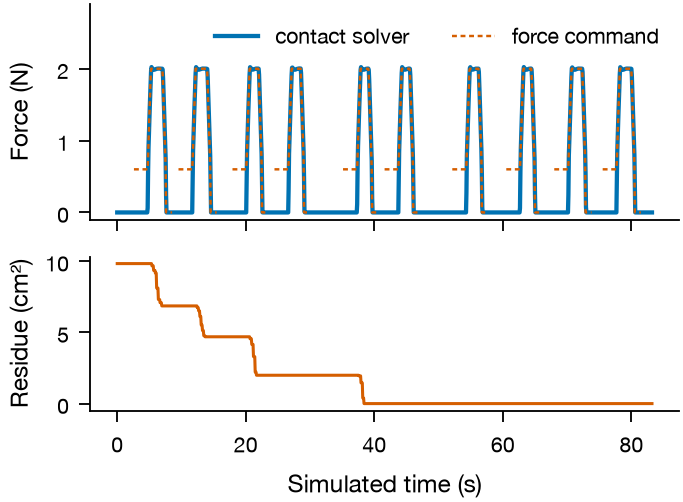 contact solver
force command
Force (N)
2
1
0
Residue (cm²)
10
5
0
0
20
40
60
80
Simulated time (s)